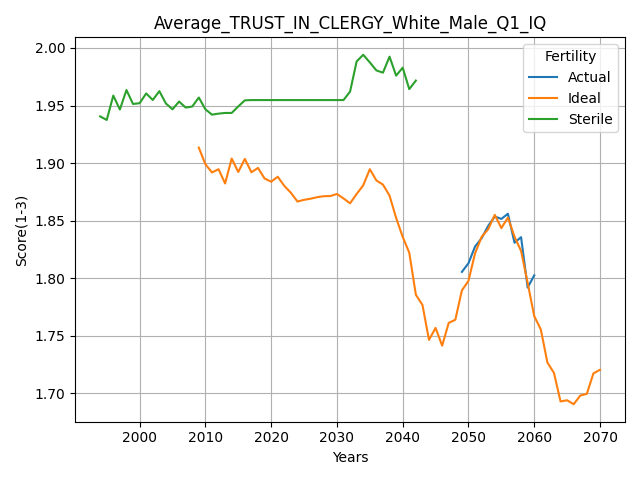 Average_TRUST_IN_CLERGY_White_Male_Q1_IQ
Fertility
Actual
Ideal
Sterile
Score(1-3)
2.00
1.95
1.90
1.85
1.80
1.75
1.70
2000 2010 2020 2030 2040 2050 2060 2070
Years